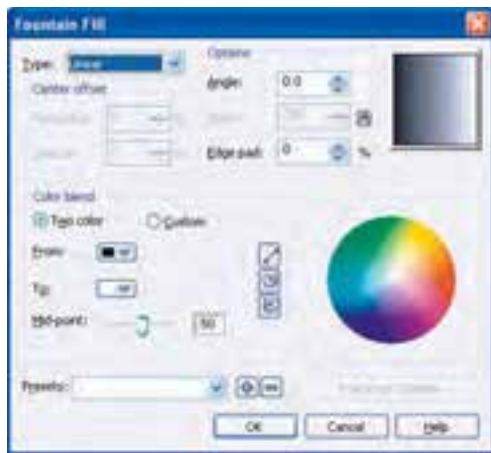 Fountain Fill
Type: Linear
Options
Center offset
Angle: 0.0
Edge pad: 0 %
Color blend
Two color Custom
From:
To:
Mid-point: 50
Presets:
OK Cancel Help